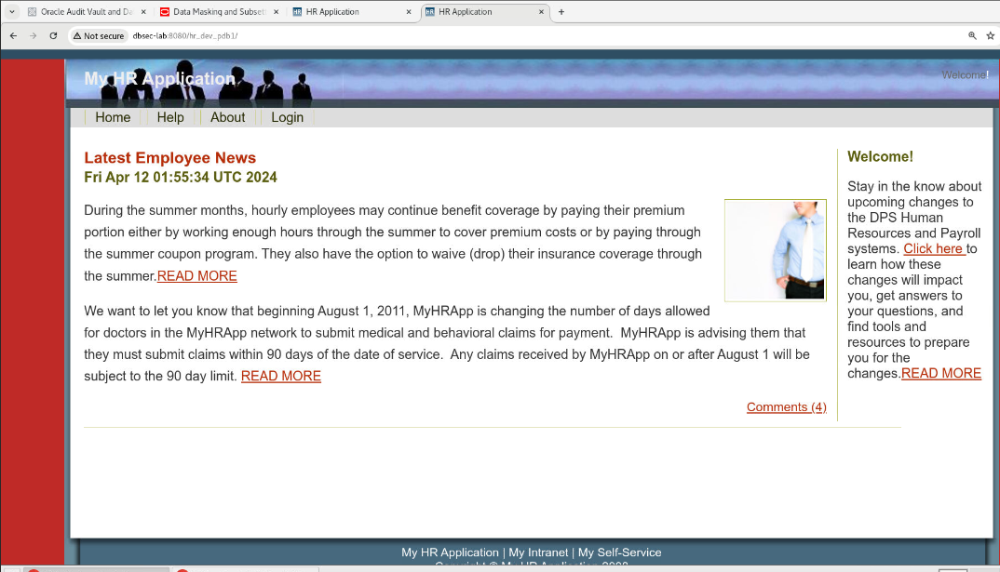 Oracle Audit Vault and Da
Data Masking and Subset
HR Application
HR Application
Not secure
dbsec-lab:8080/hr_dev_pdb1/
My HR Application
Welcome!
Home
Help
About
Login
Latest Employee News
Fri Apr 12 01:55:34 UTC 2024
During the summer months, hourly employees may continue benefit coverage by paying their premium
portion either by working enough hours through the summer to cover premium costs or by paying through
the summer coupon program. They also have the option to waive (drop) their insurance coverage through
the summer.READ MORE
We want to let you know that beginning August 1, 2011, MyHRApp is changing the number of days allowed
for doctors in the MyHRApp network to submit medical and behavioral claims for payment.  MyHRApp is advising them that
they must submit claims within 90 days of the date of service.  Any claims received by MyHRApp on or after August 1 will be
subject to the 90 day limit. READ MORE
Comments (4)
Welcome!
Stay in the know about
upcoming changes to
the DPS Human
Resources and Payroll
systems. Click here to
learn how these
changes will impact
you, get answers to
your questions, and
find tools and
resources to prepare
you for the
changes.READ MORE
My HR Application | My Intranet | My Self-Service
Copyright © My HR Application